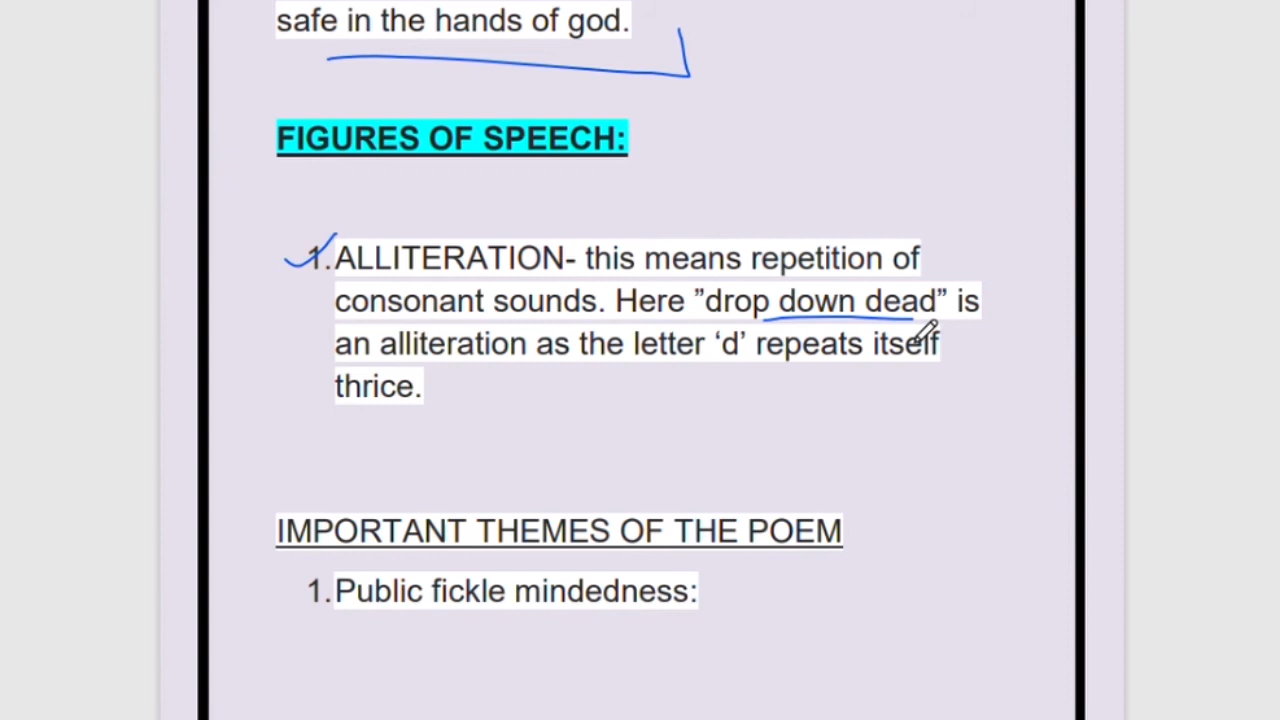 safe in the hands of god.
FIGURES OF SPEECH:
1. ALLITERATION- this means repetition of
consonant sounds. Here ”drop down dead” is
an alliteration as the letter ‘d’ repeats itself
thrice.
IMPORTANT THEMES OF THE POEM
1. Public fickle mindedness: